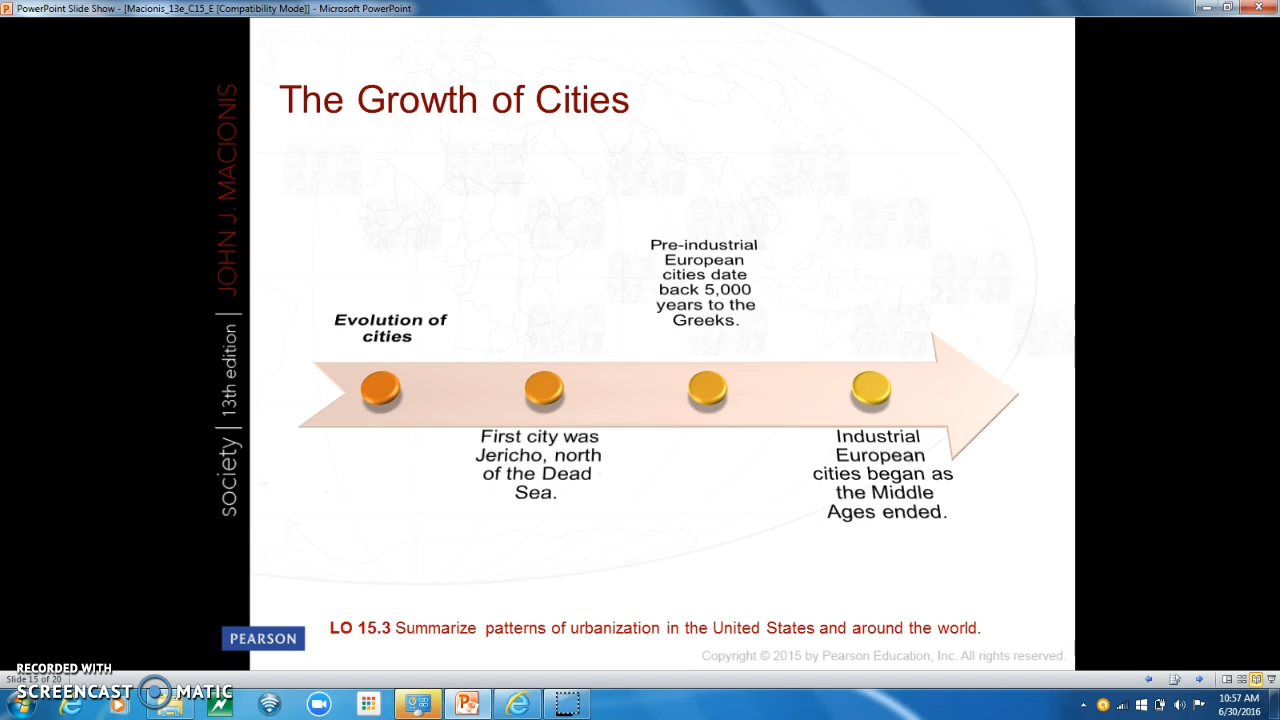 PowerPoint Slide Show - [Macionis_13e_C15_E [Compatibility Mode]] - Microsoft PowerPoint
The Growth of Cities
society | 13th edition | JOHN J. MACIONIS
Evolution of
cities
First city was
Jericho, north
of the Dead
Sea.
Pre-industrial
European
cities date
back 5,000
years to the
Greeks.
Industrial
European
cities began as
the Middle
Ages ended.
LO 15.3 Summarize patterns of urbanization in the United States and around the world.
PEARSON
Copyright © 2015 by Pearson Education, Inc. All rights reserved.
RECORDED WITH
SCREENCAST MATIC
Slide 15 of 20
10:57 AM
6/30/2016